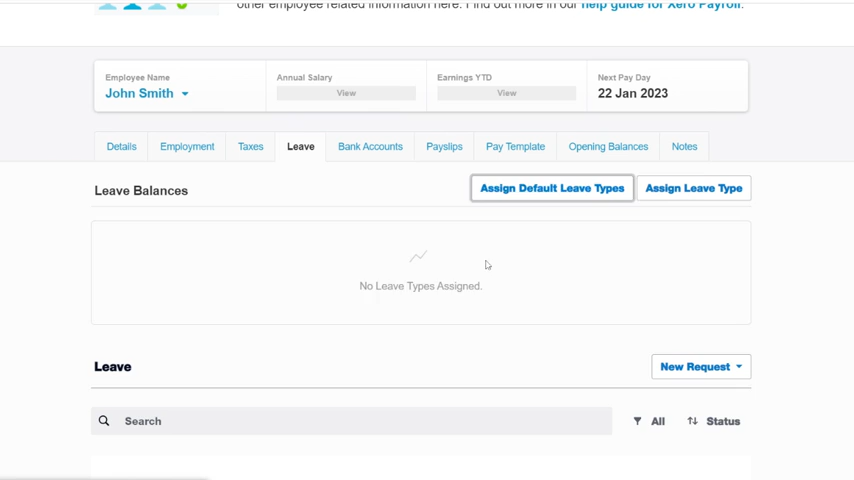 other employee related information here. Find out more in our help guide for Xero Payroll.
Employee Name
John Smith
Annual Salary
View
Earnings YTD
View
Next Pay Day
22 Jan 2023
Details
Employment
Taxes
Leave
Bank Accounts
Payslips
Pay Template
Opening Balances
Notes
Leave Balances
Assign Default Leave Types
Assign Leave Type
No Leave Types Assigned.
Leave
New Request
Search
All
Status